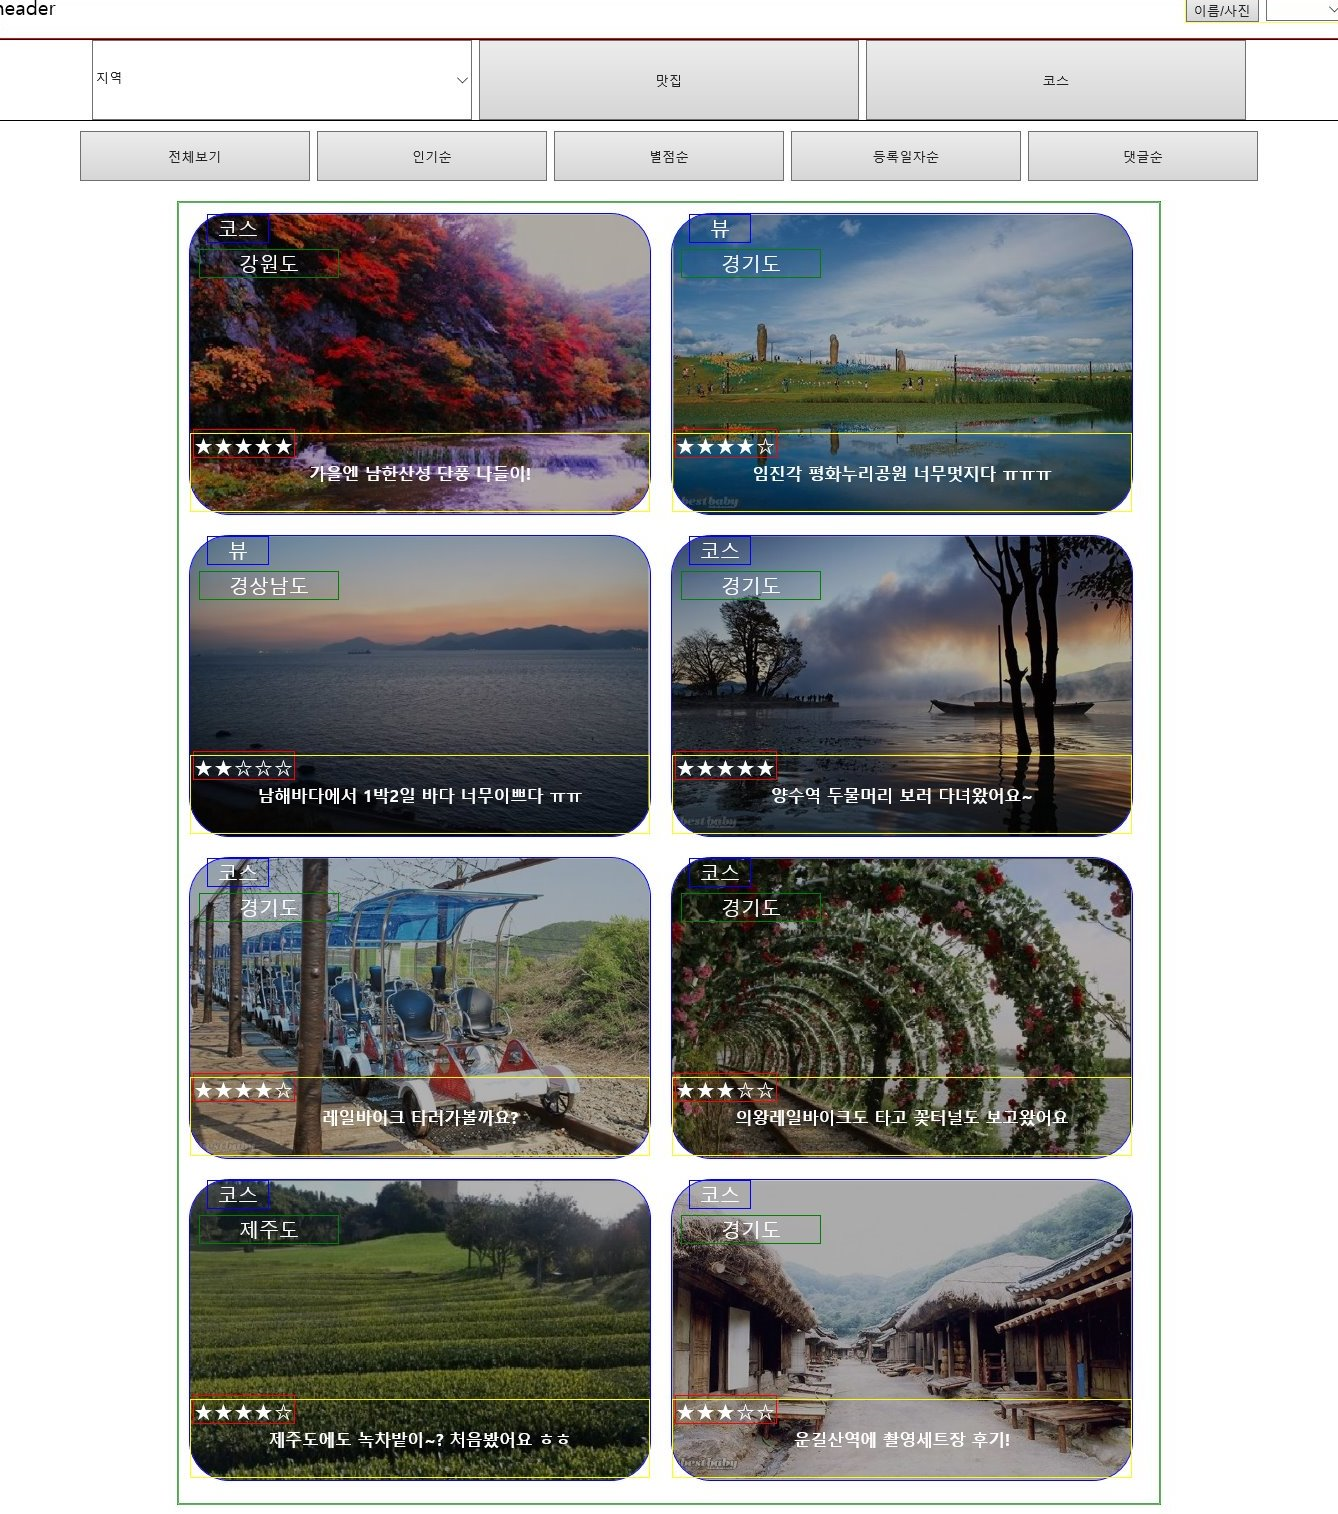 header
이름/사진
지역
맛집
코스
전체보기
인기순
별점순
등록일자순
댓글순
코스
강원도
★★★★★
가을엔 남한산성 단풍 나들이!
뷰
경기도
★★★★☆
임진각 평화누리공원 너무멋지다 ㅠㅠㅠ
bestbaby
뷰
경상남도
★★☆☆☆
남해바다에서 1박2일 바다 너무이쁘다 ㅠㅠ
코스
경기도
★★★★★
양수역 두물머리 보러 다녀왔어요~
bestbaby
코스
경기도
★★★★☆
레일바이크 타러가볼까요?
bestbaby
코스
경기도
★★★☆☆
의왕레일바이크도 타고 꽃터널도 보고왔어요
코스
제주도
★★★★☆
제주도에도 녹차밭이~? 처음봤어요 ㅎㅎ
코스
경기도
★★★☆☆
운길산역에 촬영세트장 후기!
bestbaby